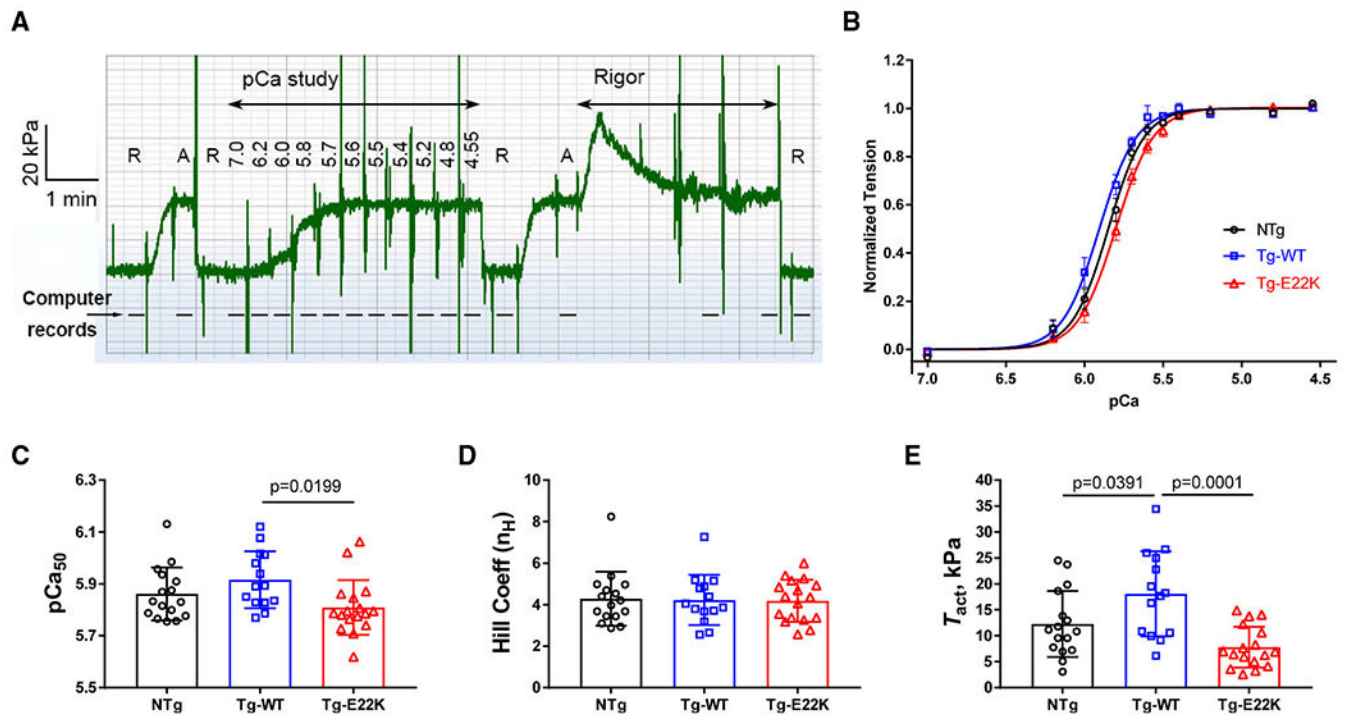 A
pCa study
Rigor
20 kPa
1 min
R
A
R
7.0
6.2
6.0
5.8
5.7
5.6
5.5
5.4
5.2
4.8
4.55
R
A
R
Computer
records
B
Normalized Tension
1.2
1.0
0.8
0.6
0.4
0.2
0.0
NTg
Tg-WT
Tg-E22K
7.0 6.5 6.0 5.5 5.0 4.5
pCa
C
pCa50
6.3
6.1
5.9
5.7
5.5
p=0.0199
NTg Tg-WT Tg-E22K
D
Hill Coeff (nH)
10
8
6
4
2
0
NTg Tg-WT Tg-E22K
E
Tact, kPa
40
35
30
25
20
15
10
5
0
p=0.0391 p=0.0001
NTg Tg-WT Tg-E22K